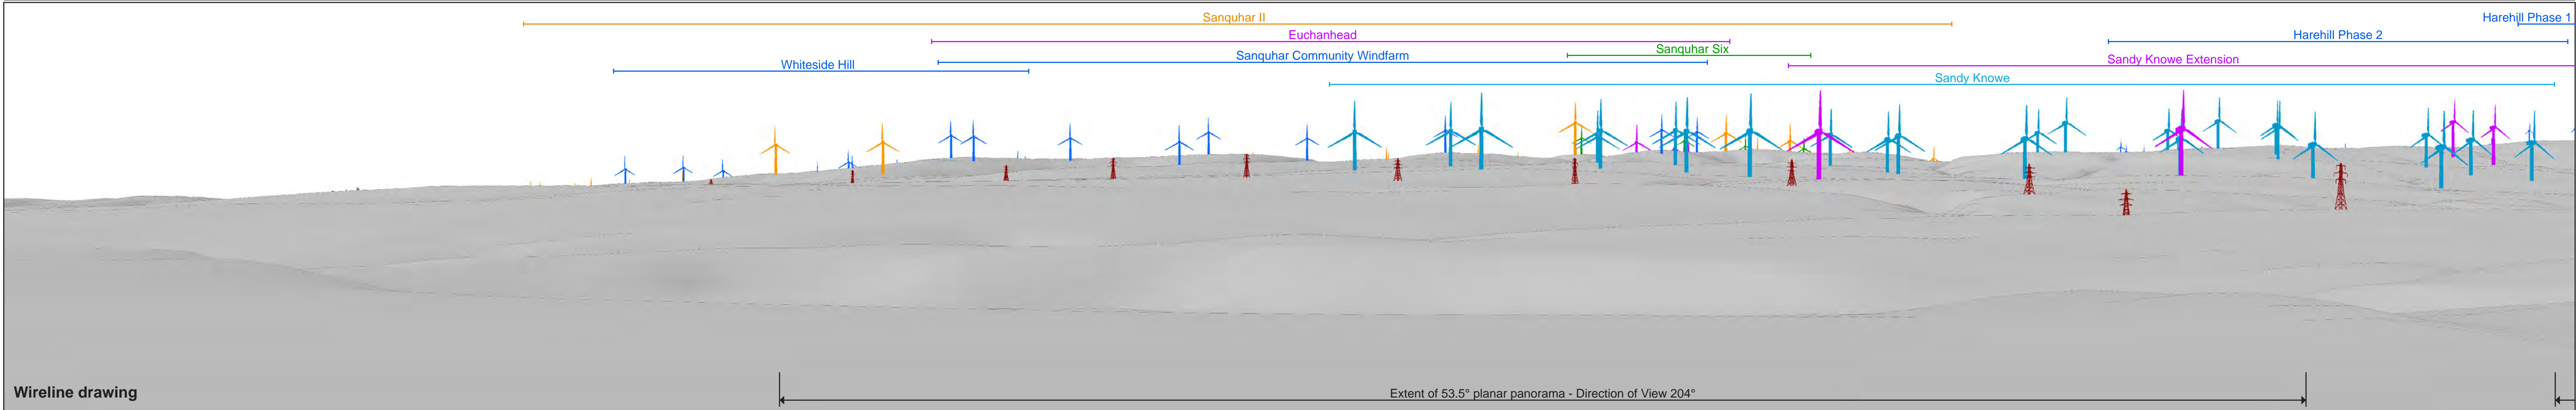 Sanquhar II
Harehill Phase 1
Euchanhead
Harehill Phase 2
Sanquhar Six
Sanquhar Community Windfarm
Sandy Knowe Extension
Whiteside Hill
Sandy Knowe
Wireline drawing
Extent of 53.5° planar panorama - Direction of View 204°